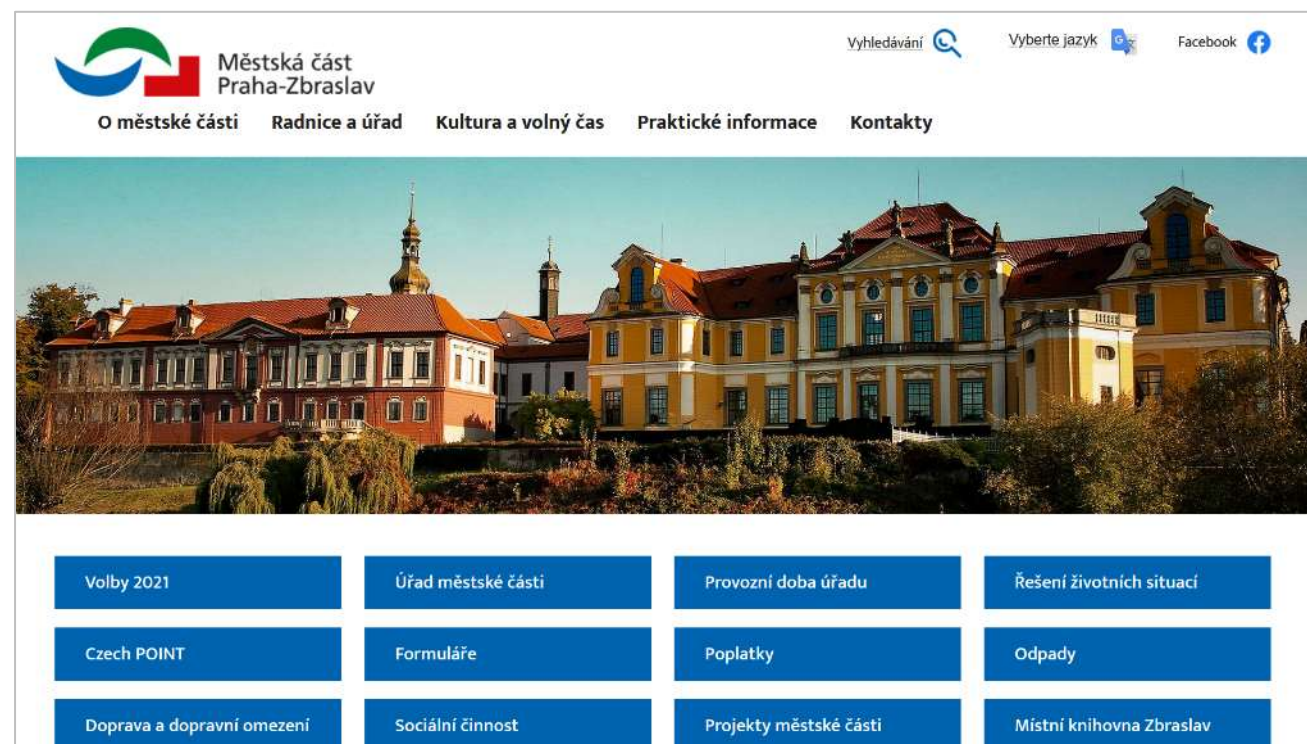 Městská část
Praha-Zbraslav
Vyhledávání
Vyberte jazyk
Facebook
O městské části
Radnice a úřad
Kultura a volný čas
Praktické informace
Kontakty
Volby 2021
Úřad městské části
Provozní doba úřadu
Řešení životních situací
Czech POINT
Formuláře
Poplatky
Odpady
Doprava a dopravní omezení
Sociální činnost
Projekty městské části
Místní knihovna Zbraslav